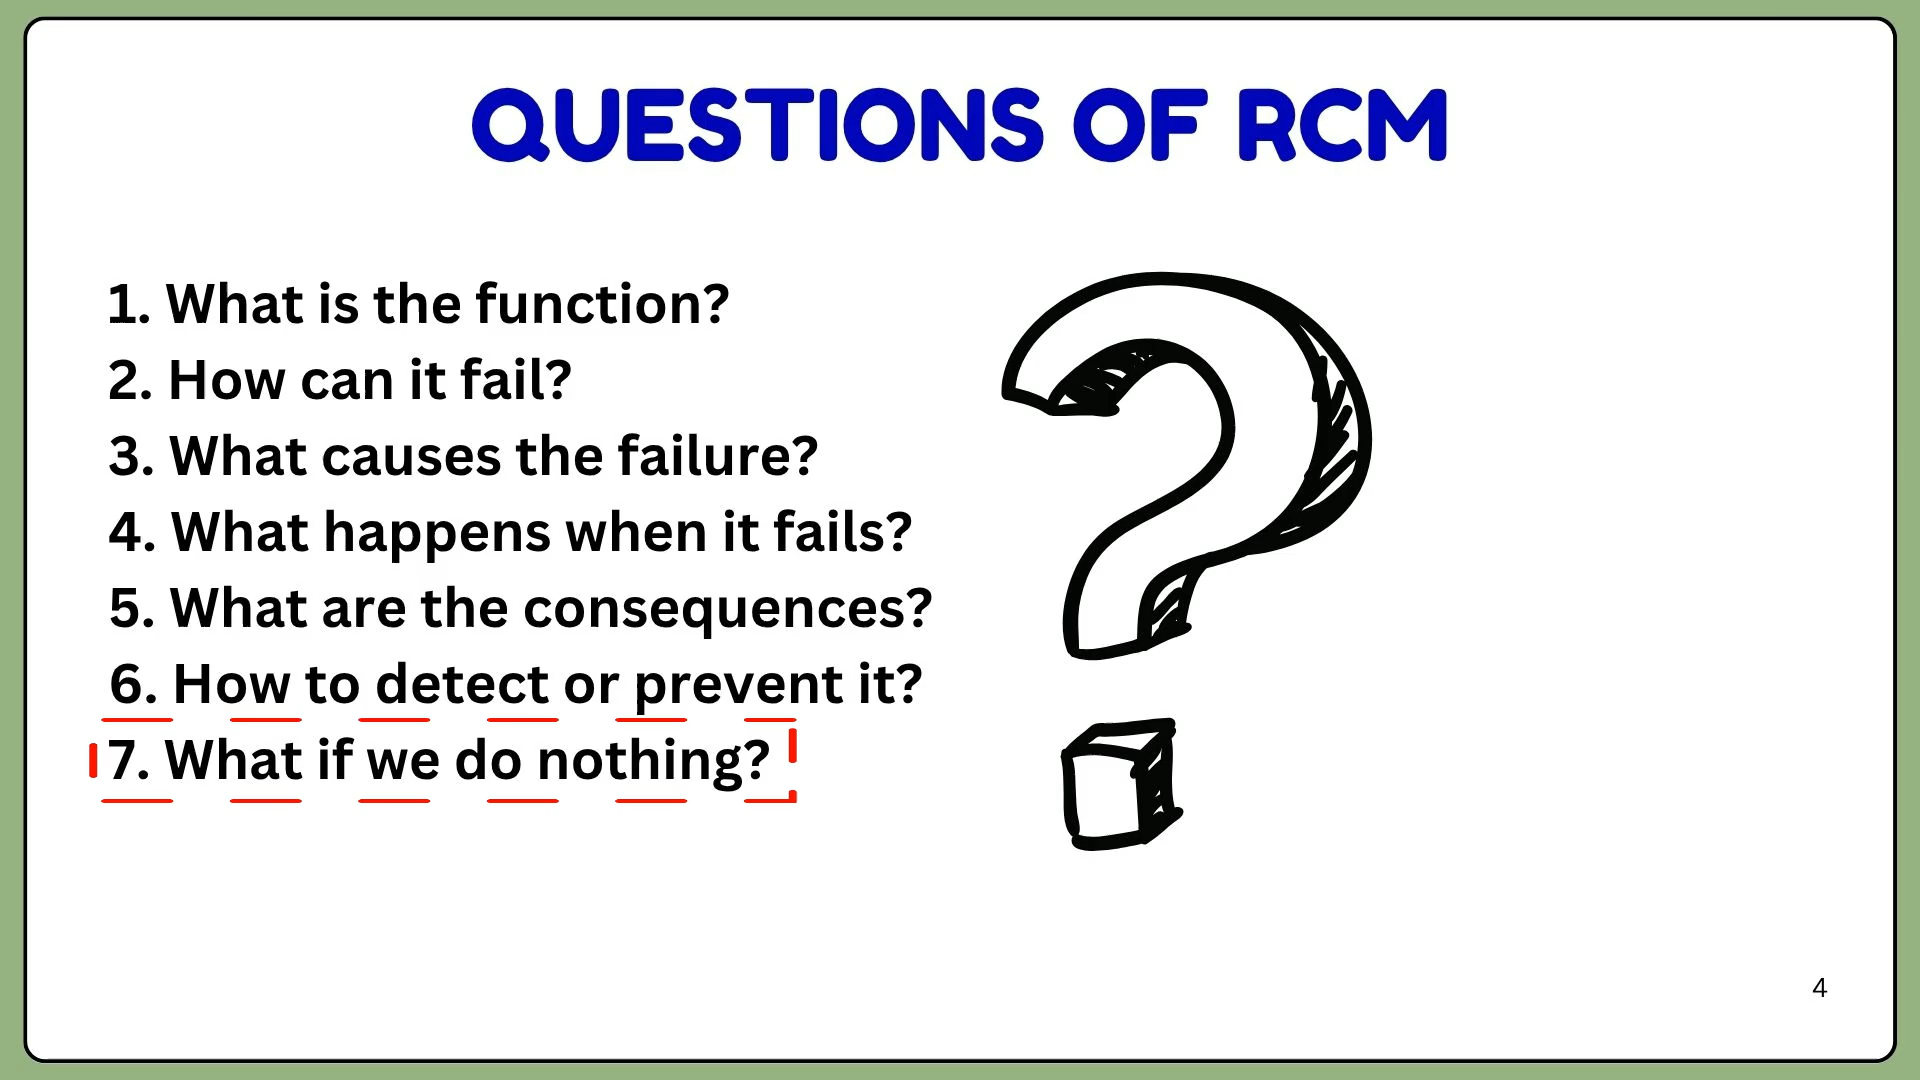 QUESTIONS OF RCM
1. What is the function?
2. How can it fail?
3. What causes the failure?
4. What happens when it fails?
5. What are the consequences?
6. How to detect or prevent it?
7. What if we do nothing?
4